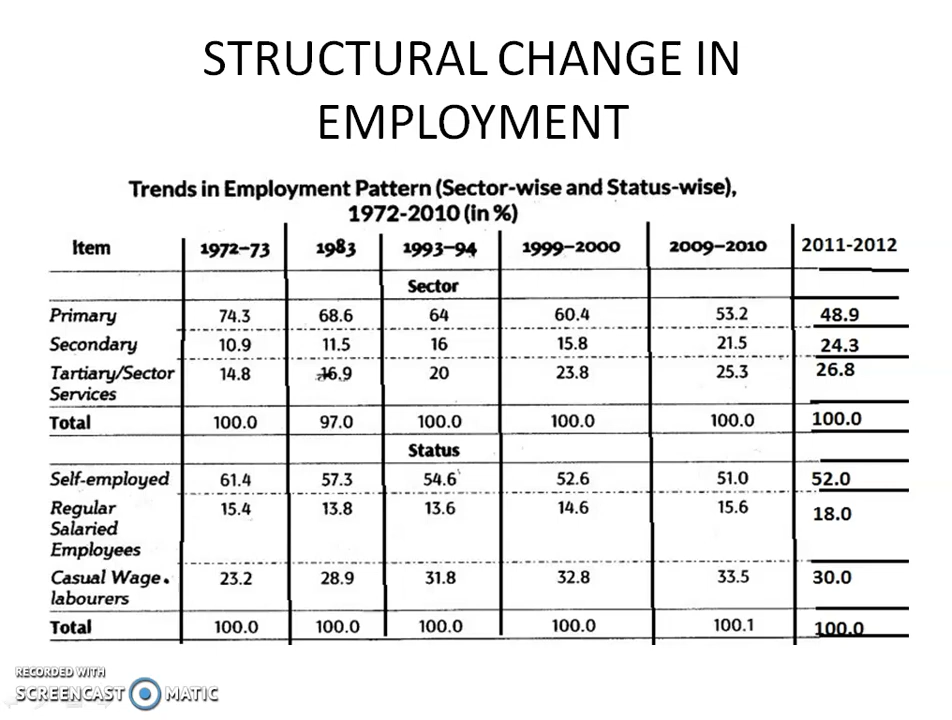 STRUCTURAL CHANGE IN
EMPLOYMENT
Trends in Employment Pattern (Sector-wise and Status-wise),
1972-2010 (in %)
Item 1972–73 1983 1993–94 1999–2000 2009–2010 2011-2012
Sector
Primary 74.3 68.6 64 60.4 53.2 48.9
Secondary 10.9 11.5 16 15.8 21.5 24.3
Tartiary/Sector 14.8 16.9 20 23.8 25.3 26.8
Services
Total 100.0 97.0 100.0 100.0 100.0 100.0
Status
Self-employed 61.4 57.3 54.6 52.6 51.0 52.0
Regular 15.4 13.8 13.6 14.6 15.6 18.0
Salaried
Employees
Casual Wage 23.2 28.9 31.8 32.8 33.5 30.0
labourers
Total 100.0 100.0 100.0 100.0 100.1 100.0
RECORDED WITH
SCREENCAST MATIC